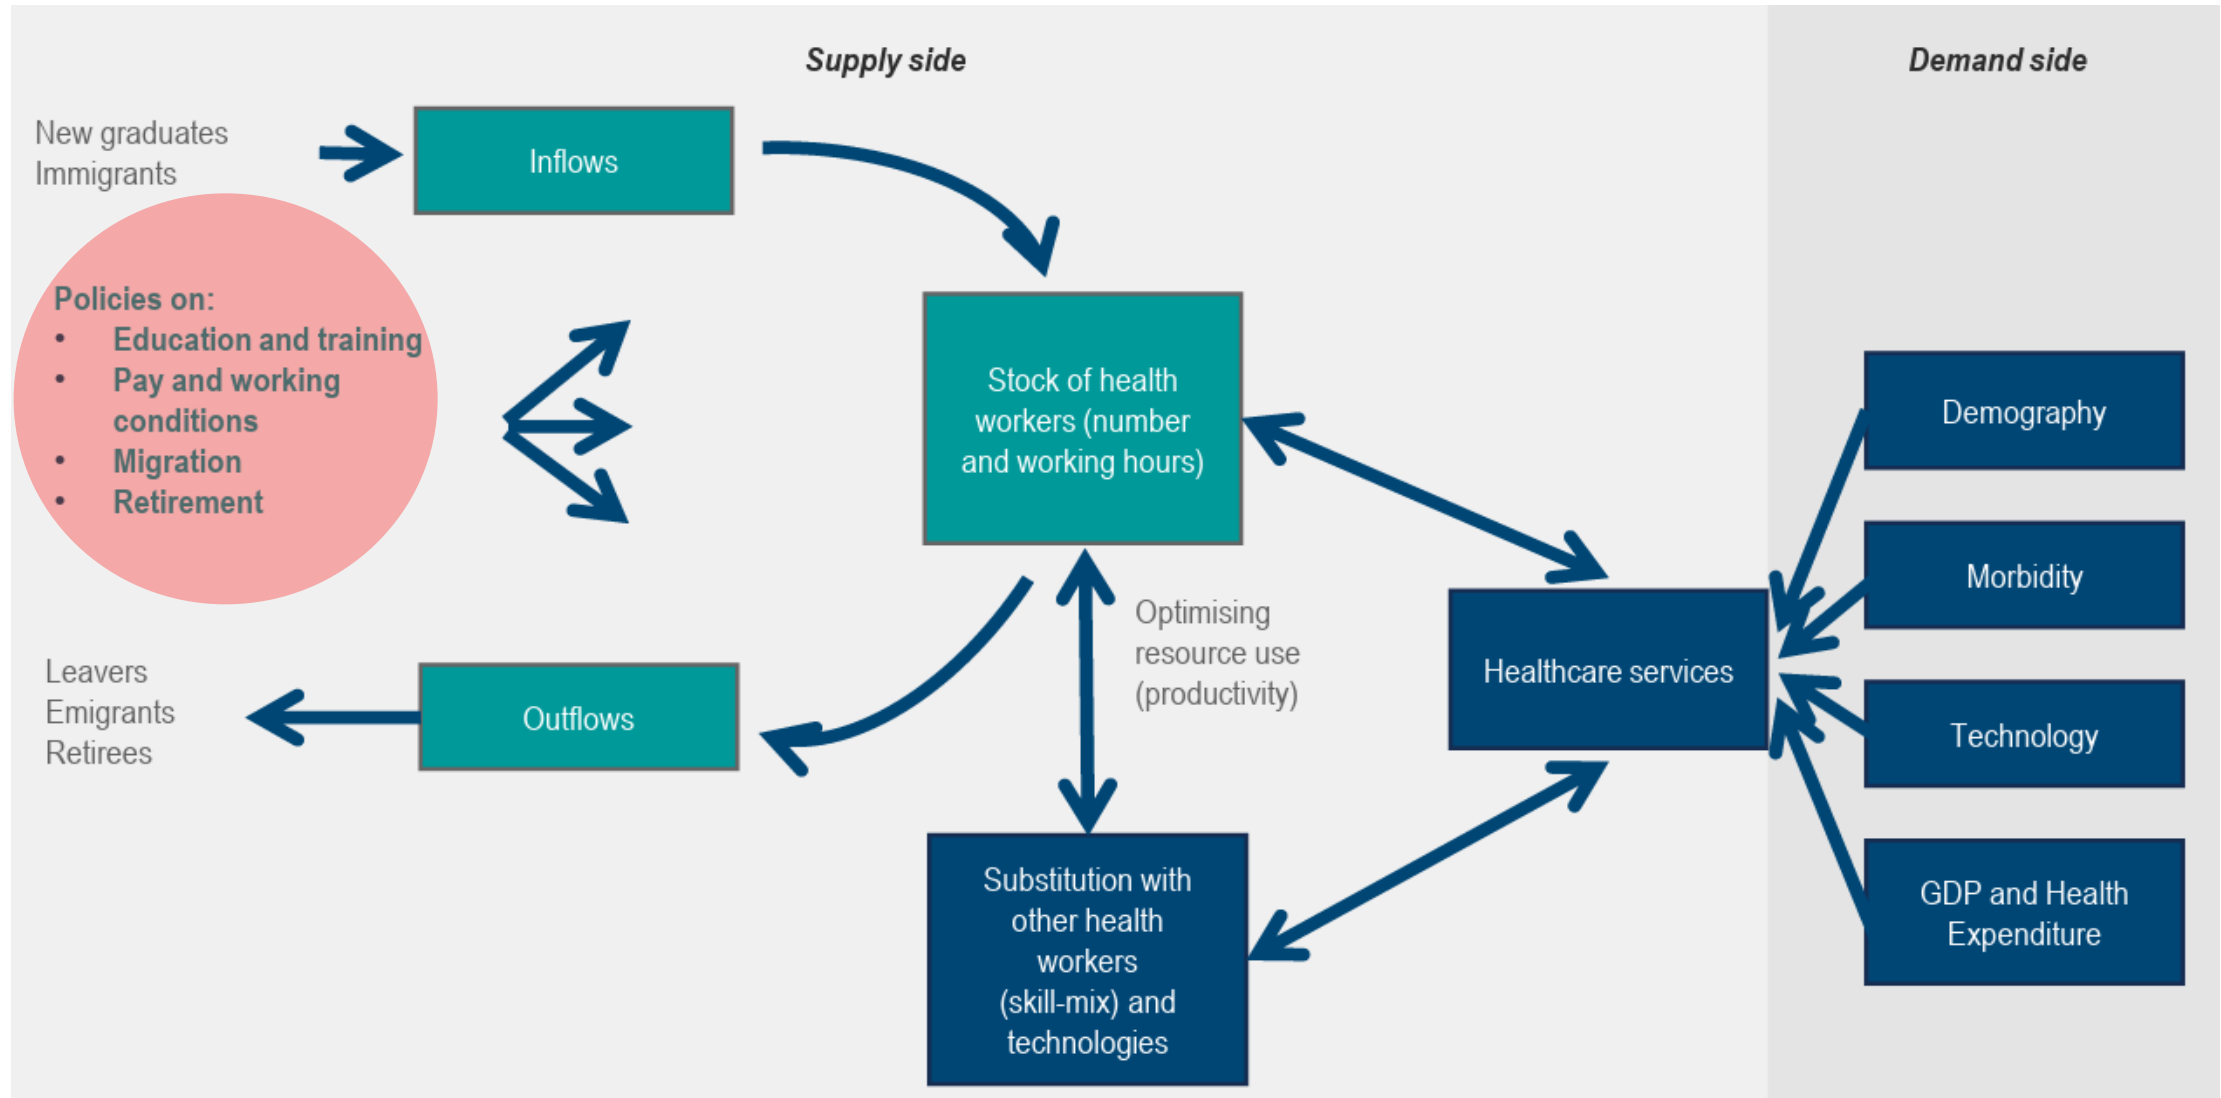 Supply side
Demand side
New graduates
Immigrants
Inflows
Policies on:
• Education and training
• Pay and working
conditions
• Migration
• Retirement
Stock of health
workers (number
and working hours)
Demography
Morbidity
Optimising
resource use
(productivity)
Healthcare services
Leavers
Emigrants
Retirees
Outflows
Technology
Substitution with
other health
workers
(skill-mix) and
technologies
GDP and Health
Expenditure